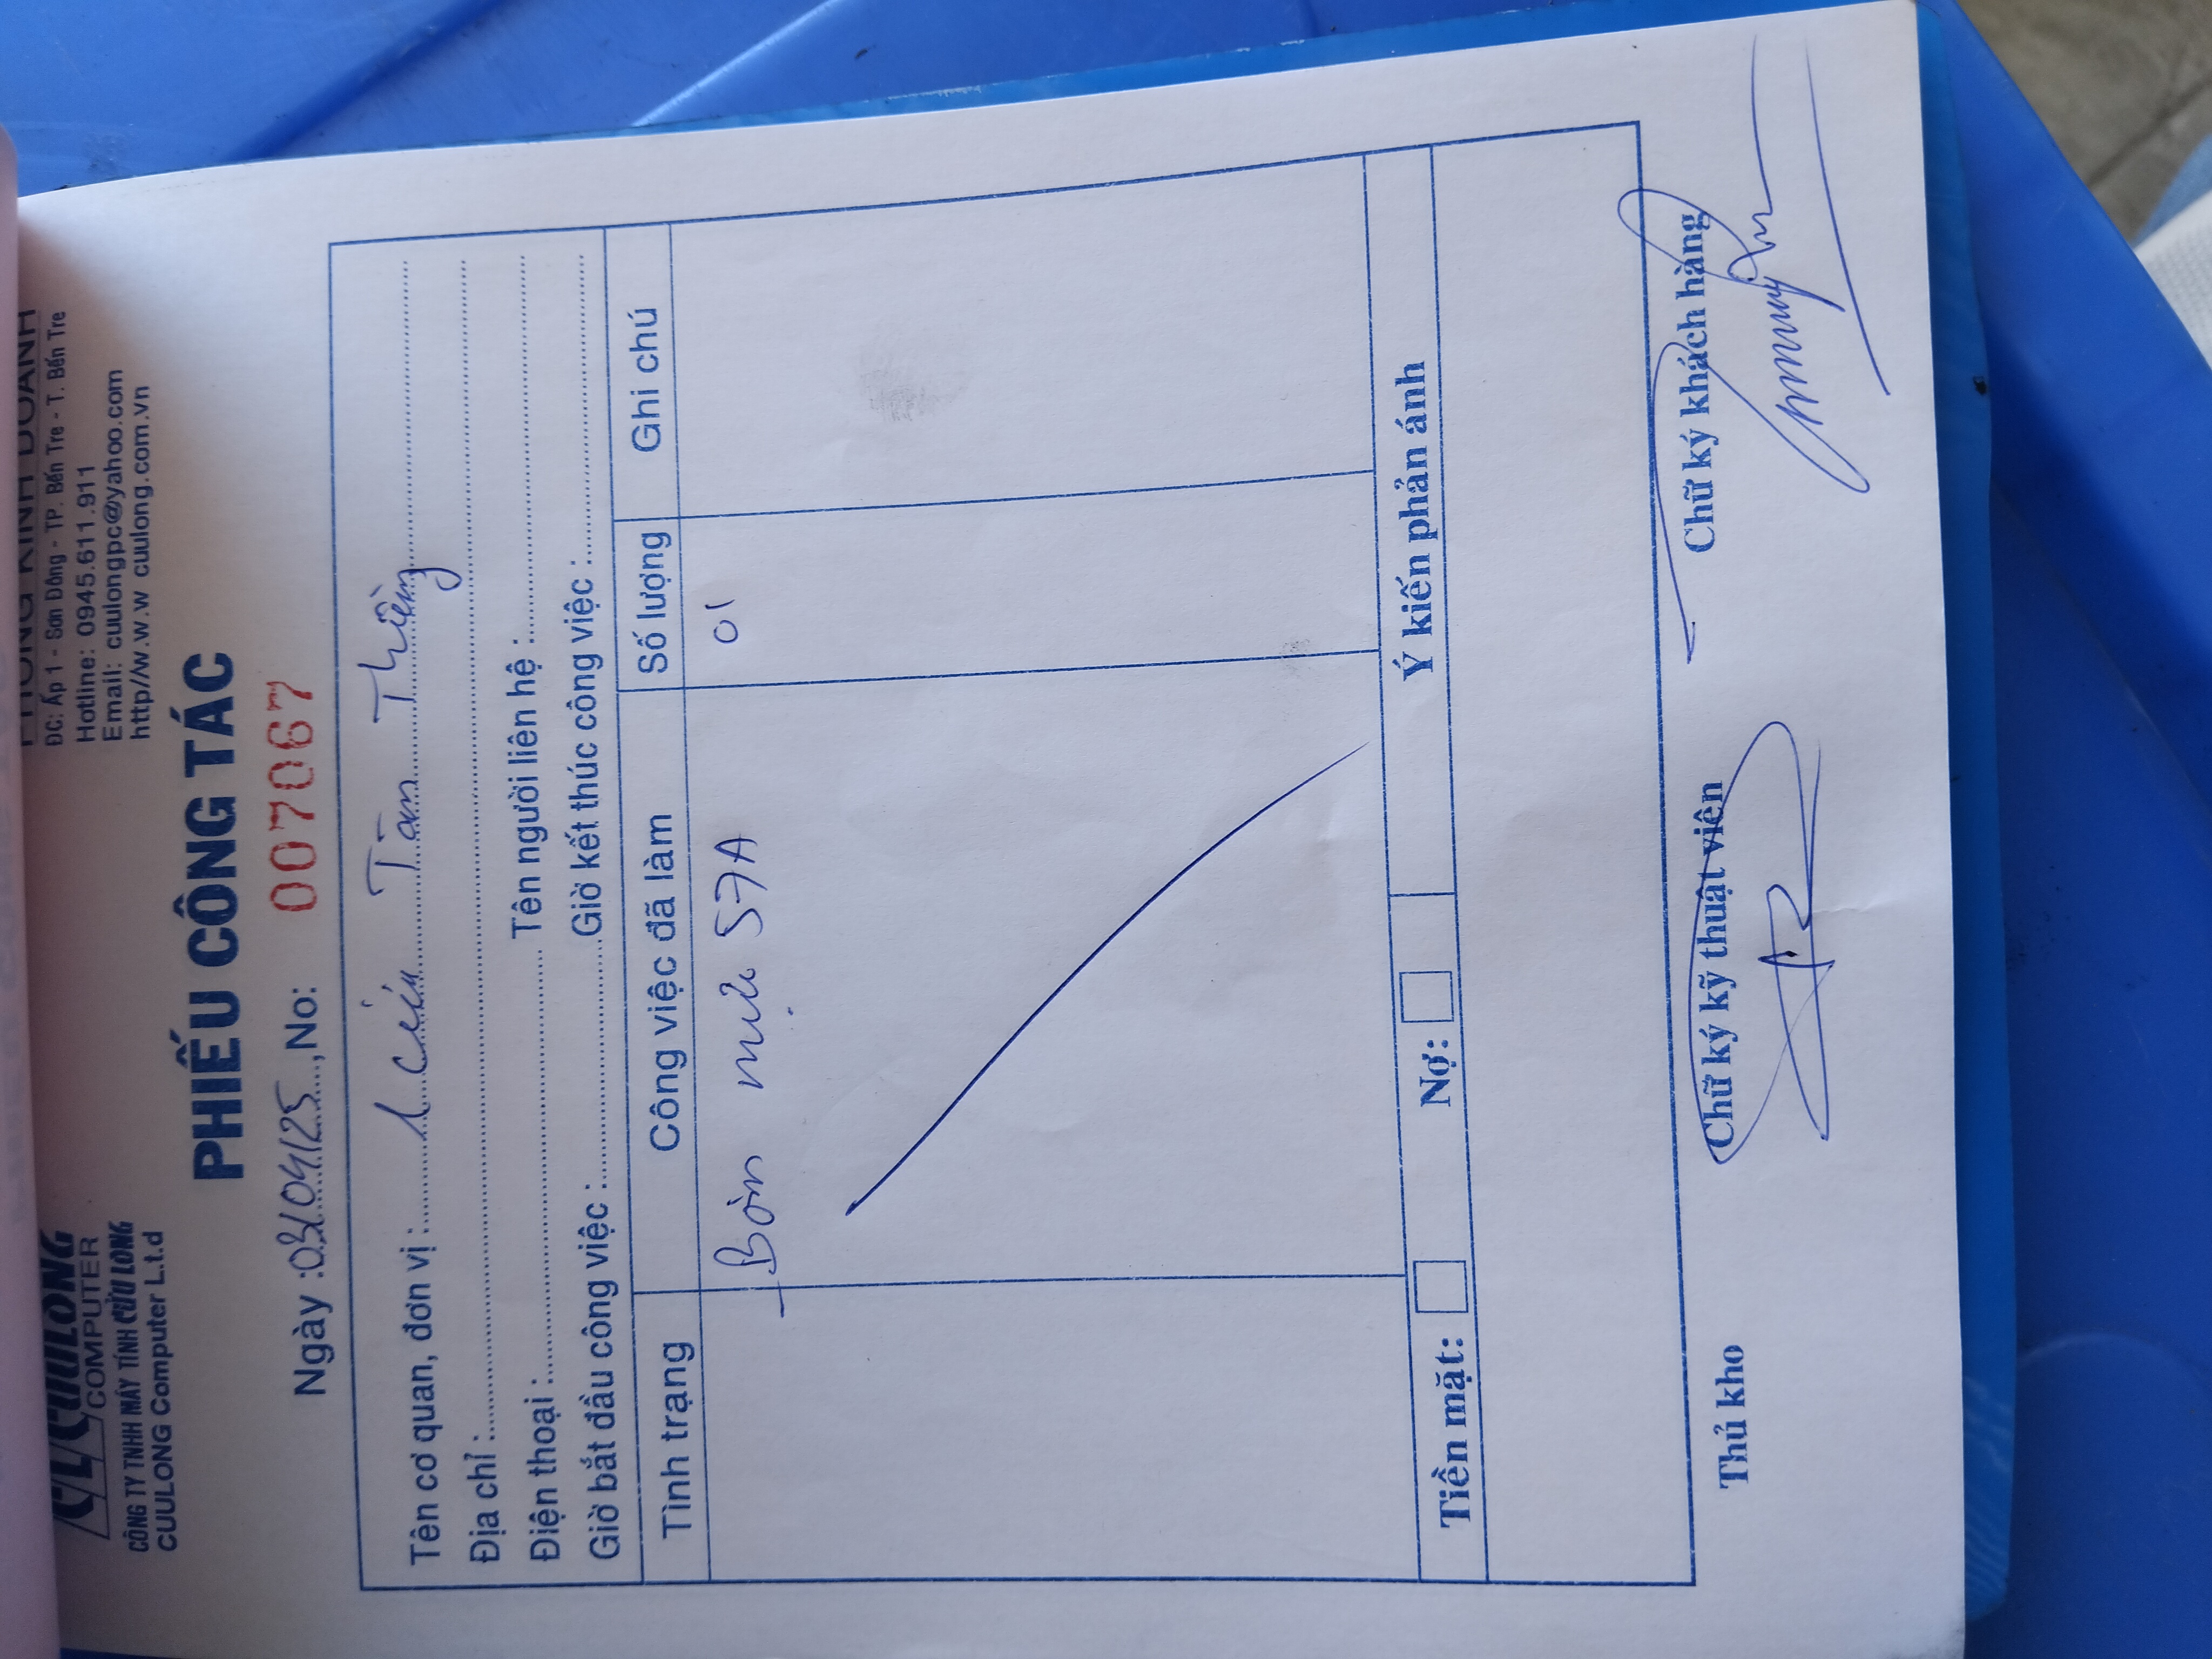 CUULONG
COMPUTER
CÔNG TY TNHH MÁY TÍNH CỬU LONG
CUULONG Computer L.t.d
PHÒNG KINH DOANH
ĐC: Ấp 1 - Sơn Đông - TP. Bến Tre - T. Bến Tre
Hotline: 0945.611.911
Email: cuulongpc@yahoo.com
http//w.w.w cuulong.com.vn
PHIẾU CÔNG TÁC
Ngày :03/04/25, No: 007067
Tên cơ quan, đơn vị : Tân
Địa chỉ :
Điện thoại : Tên người liên hệ :
Giờ bắt đầu công việc : Giờ kết thúc công việc :
Tình trạng Công việc đã làm Số lượng Ghi chú
- Bơm mực 57A 01
Tiền mặt: Nợ: Ý kiến phản ánh
Thủ kho Chữ ký kỹ thuật viên Chữ ký khách hàng